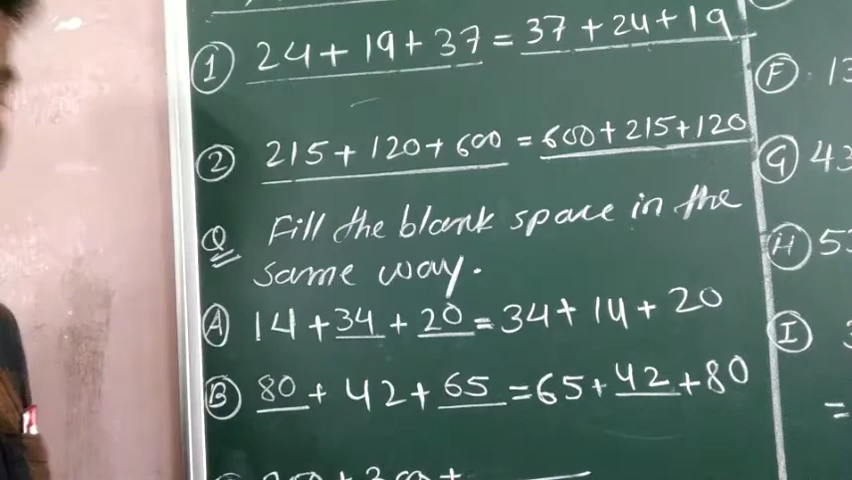 ① 24 + 19 + 37 = 37 + 24 + 19
② 215 + 120 + 600 = 600 + 215 + 120
Q Fill the blank space in the
same way.
Ⓐ 14 + 34 + 20 = 34 + 14 + 20
Ⓑ 80 + 42 + 65 = 65 + 42 + 80
Ⓕ 13
Ⓖ 43
Ⓗ 53
Ⓘ
=